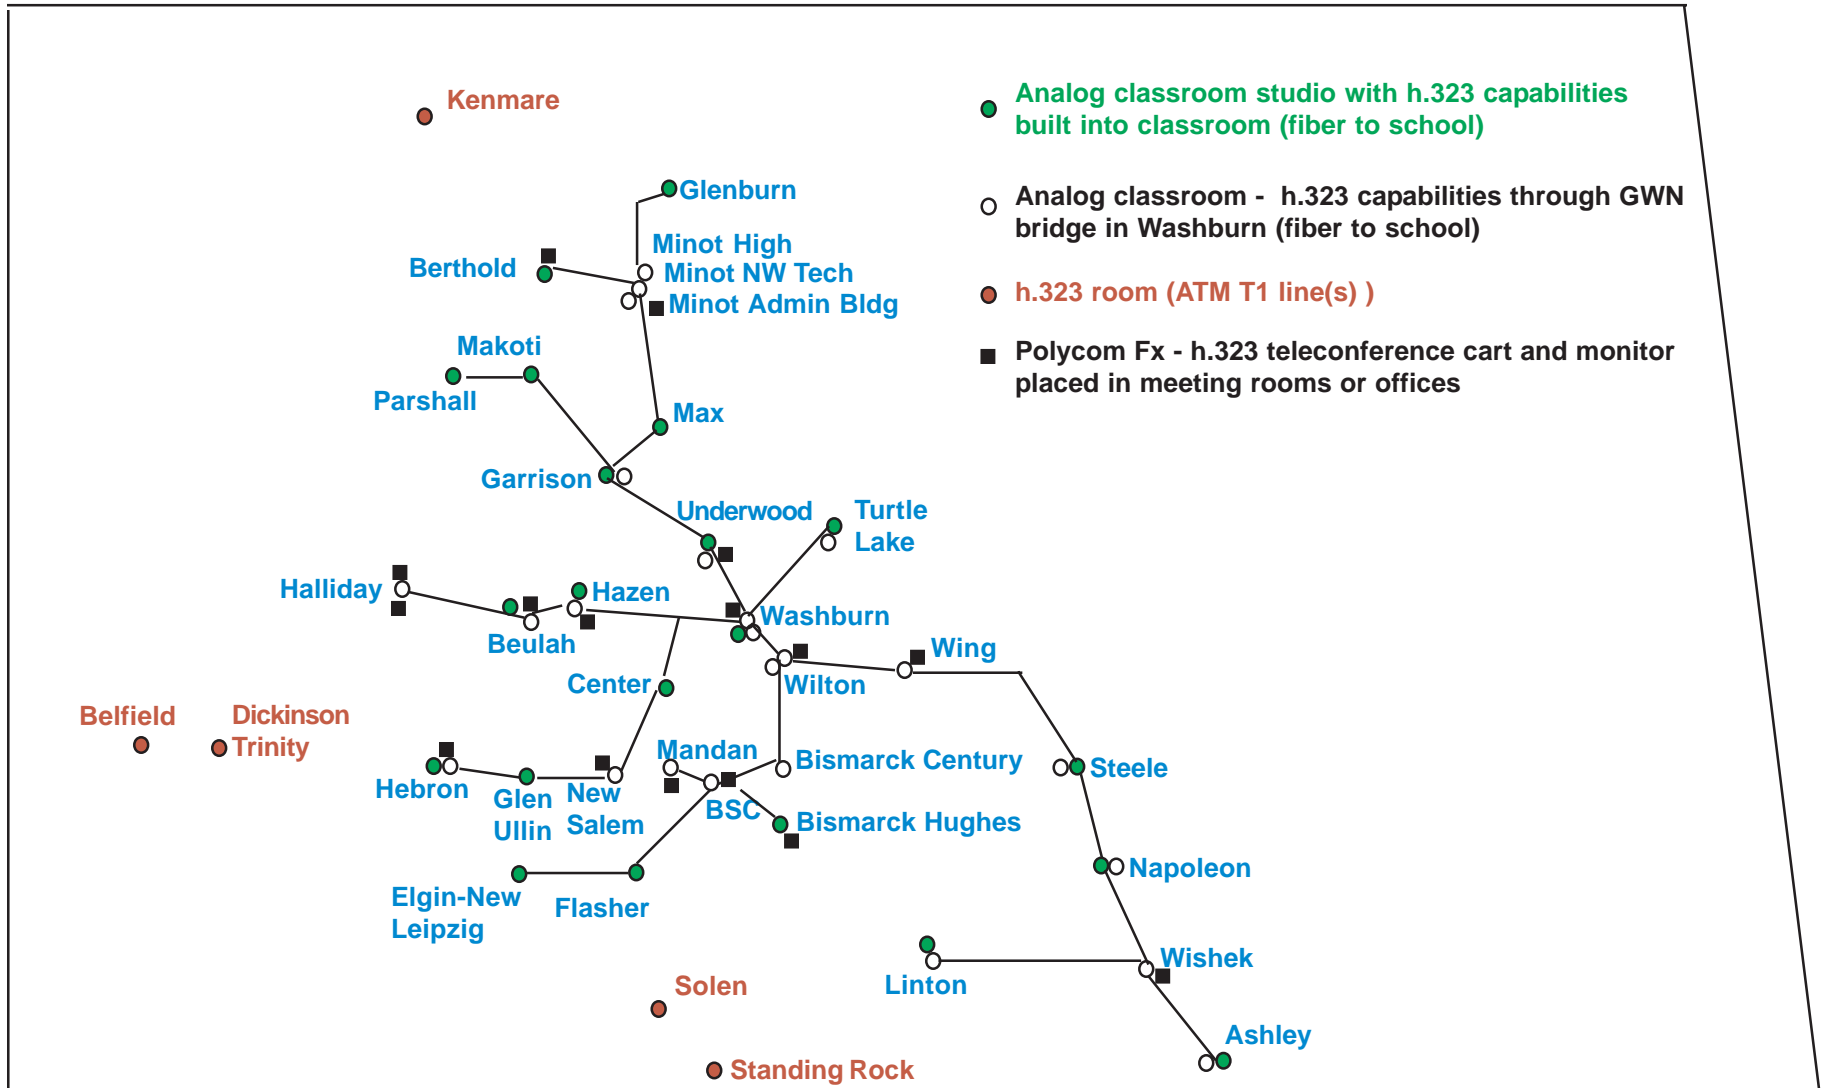 Kenmare
Analog classroom studio with h.323 capabilities
built into classroom (fiber to school)
Glenburn
Analog classroom - h.323 capabilities through GWN
bridge in Washburn (fiber to school)
Minot High
Berthold
Minot NW Tech
Minot Admin Bldg
h.323 room (ATM T1 line(s) )
Makoti
Polycom Fx - h.323 teleconference cart and monitor
placed in meeting rooms or offices
Parshall
Max
Garrison
Underwood
Turtle
Lake
Halliday
Hazen
Washburn
Beulah
Wing
Center
Wilton
Belfield
Dickinson
Trinity
Mandan
Bismarck Century
Steele
Hebron
Glen
Ullin
New
Salem
BSC
Bismarck Hughes
Napoleon
Elgin-New
Leipzig
Flasher
Wishek
Linton
Solen
Ashley
Standing Rock